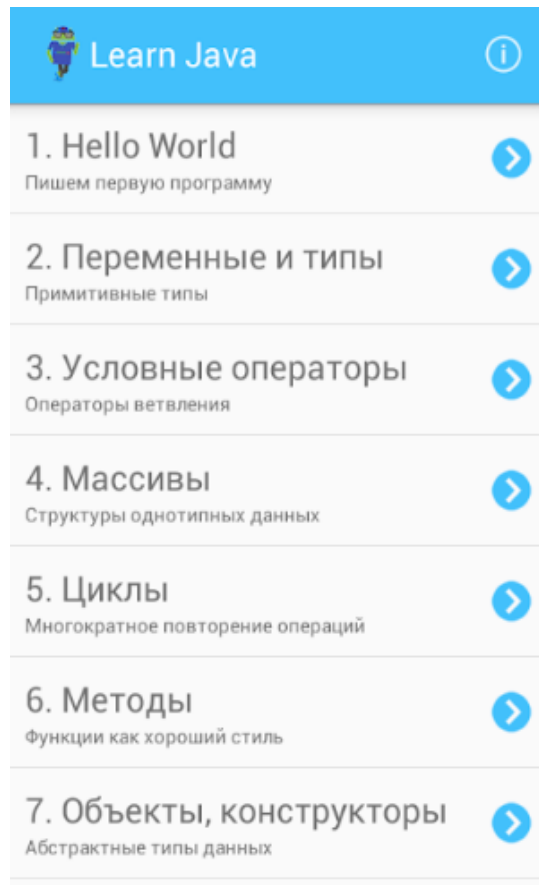 Learn Java
1. Hello World
Пишем первую программу
2. Переменные и типы
Примитивные типы
3. Условные операторы
Операторы ветвления
4. Массивы
Структуры однотипных данных
5. Циклы
Многократное повторение операций
6. Методы
Функции как хороший стиль
7. Объекты, конструкторы
Абстрактные типы данных